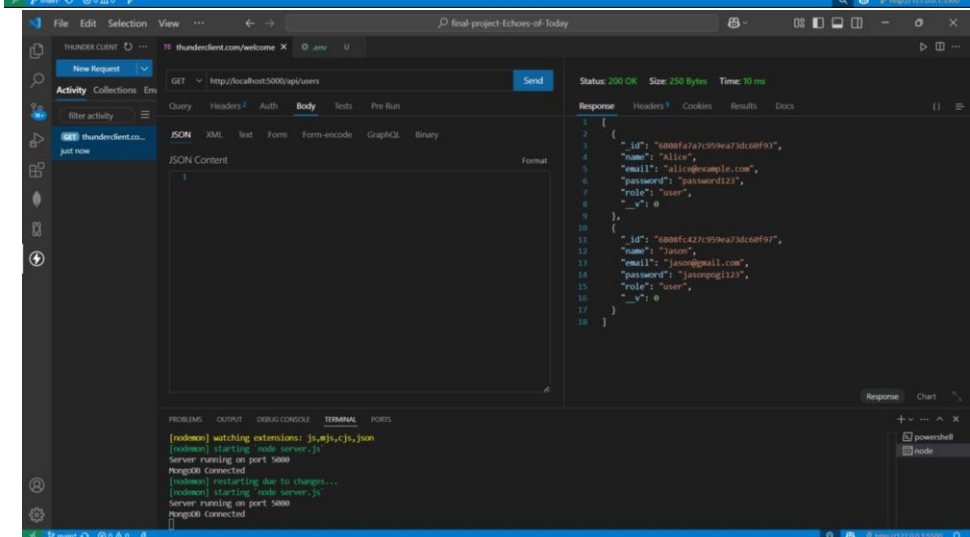 File Edit Selection View ... final-project-Echoes-of-Today
THUNDER CLIENT
New Request
Activity Collections Env
filter activity
GET thunderclient.co...
just now
thunderclient.com/welcome
.env U
GET http://localhost:5000/api/users Send
Query Headers 2 Auth Body Tests Pre Run
JSON XML Text Form Form-encode GraphQL Binary
JSON Content Format
1
Status: 200 OK Size: 250 Bytes Time: 10 ms
Response Headers 9 Cookies Results Docs
1 [
2 {
3 "_id": "6808fa7a7c959ea73dc60f93",
4 "name": "Alice",
5 "email": "alice@example.com",
6 "password": "password123",
7 "role": "user",
8 "__v": 0
9 },
10 {
11 "_id": "6808fc427c959ea73dc60f97",
12 "name": "Jason",
13 "email": "jason@gmail.com",
14 "password": "jasonpogi123",
15 "role": "user",
16 "__v": 0
17 }
18 ]
Response Chart
PROBLEMS OUTPUT DEBUG CONSOLE TERMINAL PORTS
[nodemon] watching extensions: js,mjs,cjs,json
[nodemon] starting `node server.js`
Server running on port 5000
MongoDB Connected
[nodemon] restarting due to changes...
[nodemon] starting `node server.js`
Server running on port 5000
MongoDB Connected
powershell
node